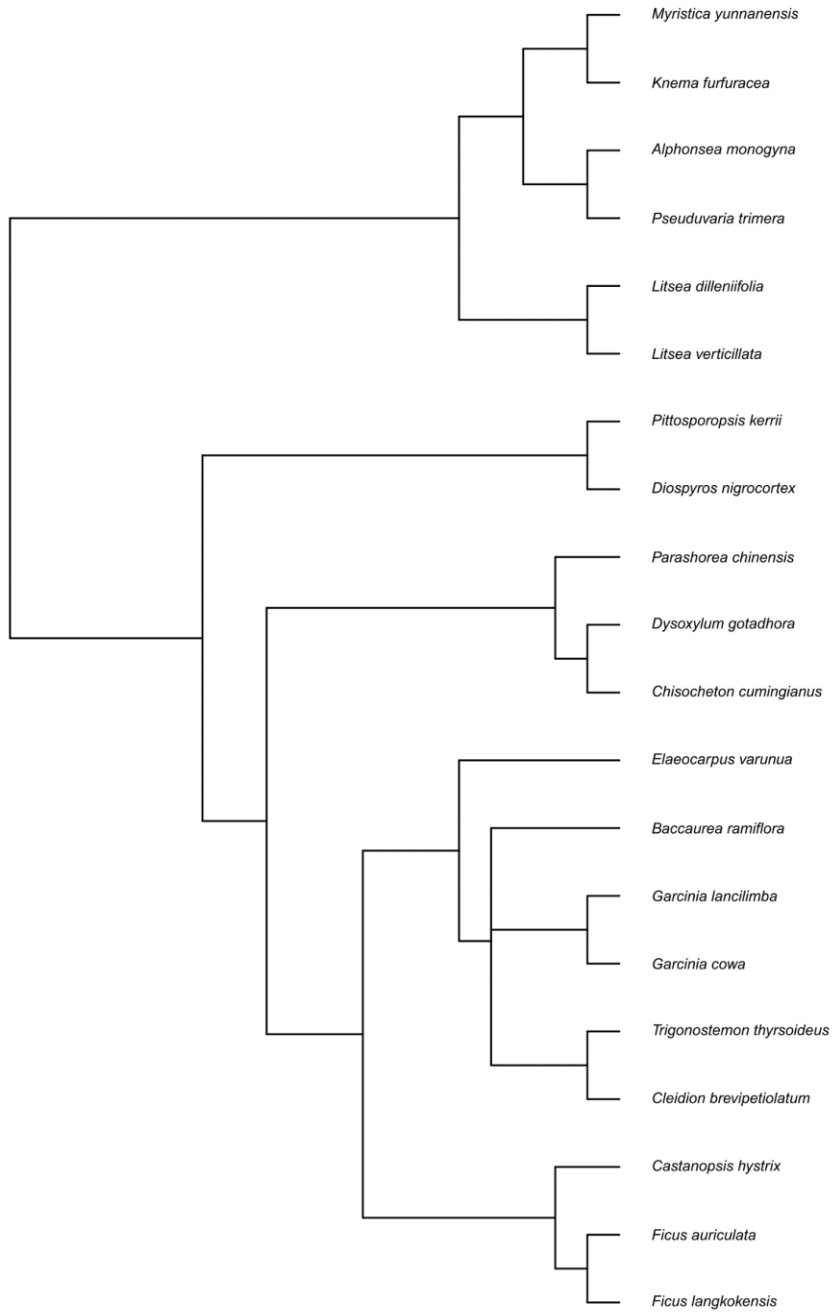 Myristica yunnanensis
Knema furfuracea
Alphonsea monogyna
Pseuduvaria trimera
Litsea dilleniifolia
Litsea verticillata
Pittosporopsis kerrii
Diospyros nigrocortex
Parashorea chinensis
Dysoxylum gotadhora
Chisocheton cumingianus
Elaeocarpus varunua
Baccaurea ramiflora
Garcinia lancilimba
Garcinia cowa
Trigonostemon thyrsoideus
Cleidion brevipetiolatum
Castanopsis hystrix
Ficus auriculata
Ficus langkokensis